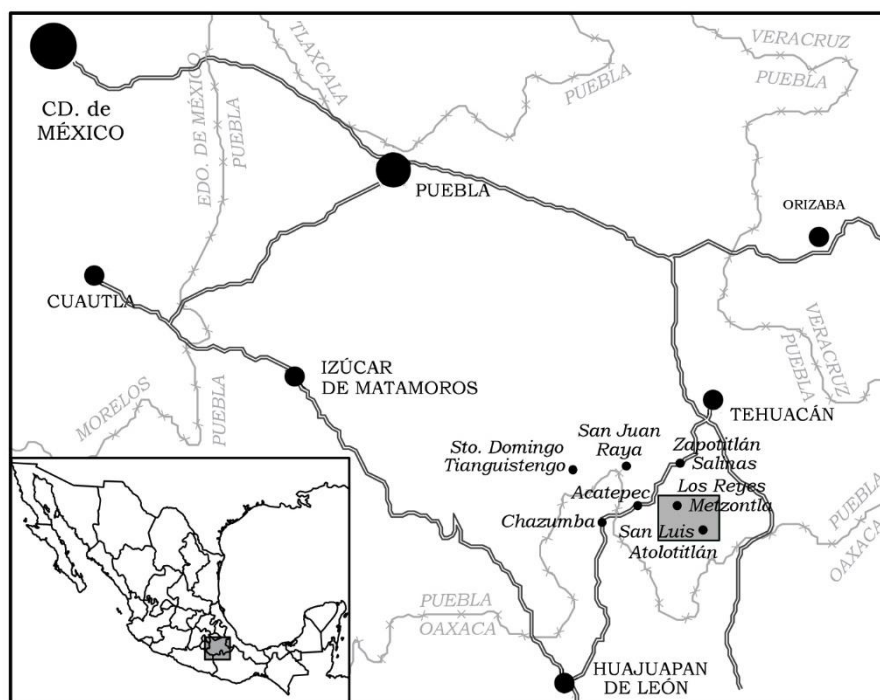 CD. de
MÉXICO
EDO. DE MÉXICO
PUEBLA
TLAXCALA
PUEBLA
VERACRUZ
PUEBLA
PUEBLA
ORIZABA
CUAUTLA
IZÚCAR
DE MATAMOROS
MORELOS
PUEBLA
VERACRUZ
PUEBLA
TEHUACÁN
Sto. Domingo
Tianguistengo
San Juan
Raya
Zapotitlán
Salinas
Acatepec
Los Reyes
Metzontla
Chazumba
San Luis
Atolotitlán
PUEBLA
OAXACA
PUEBLA
OAXACA
HUAJUAPAN
DE LEÓN